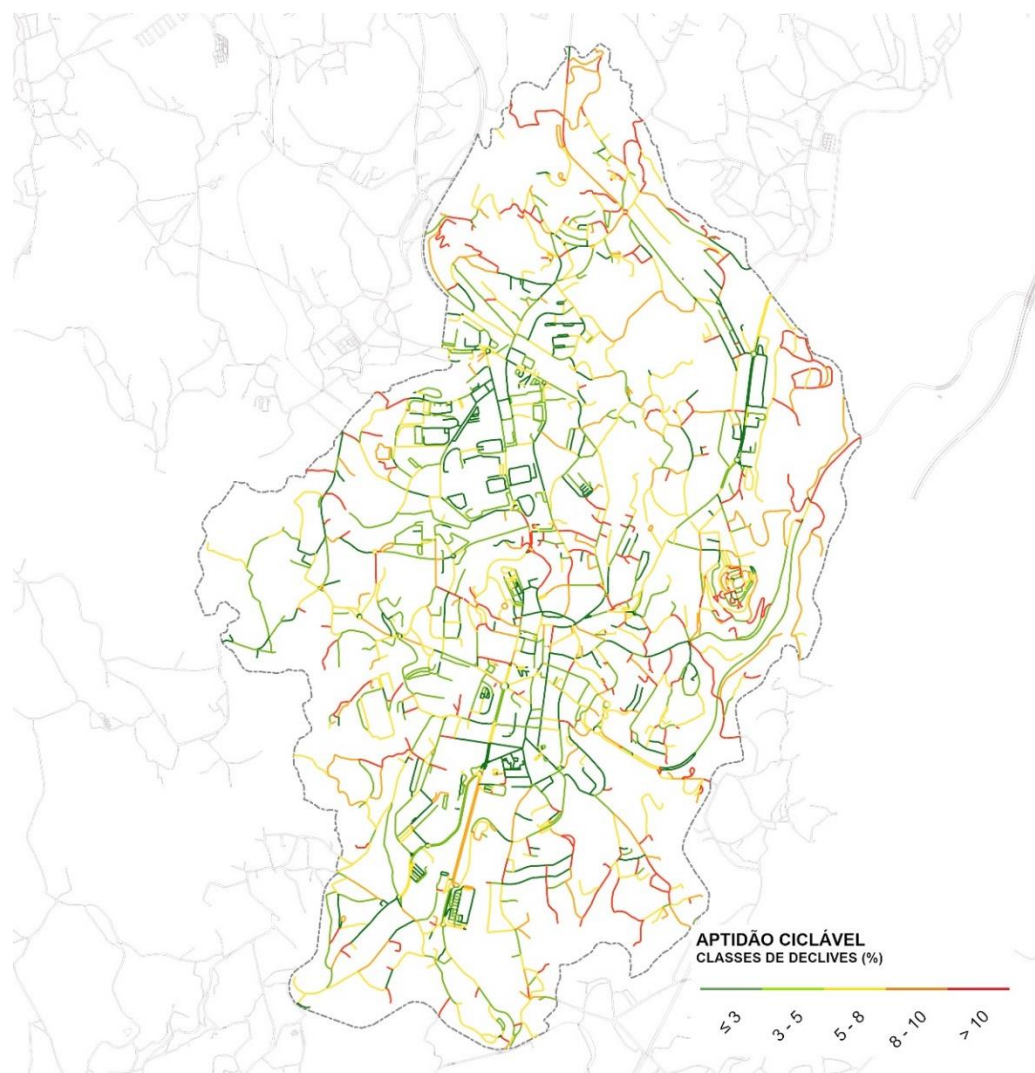 APTIDÃO CICLÁVEL
CLASSES DE DECLIVES (%)
≤ 3
3 - 5
5 - 8
8 - 10
> 10